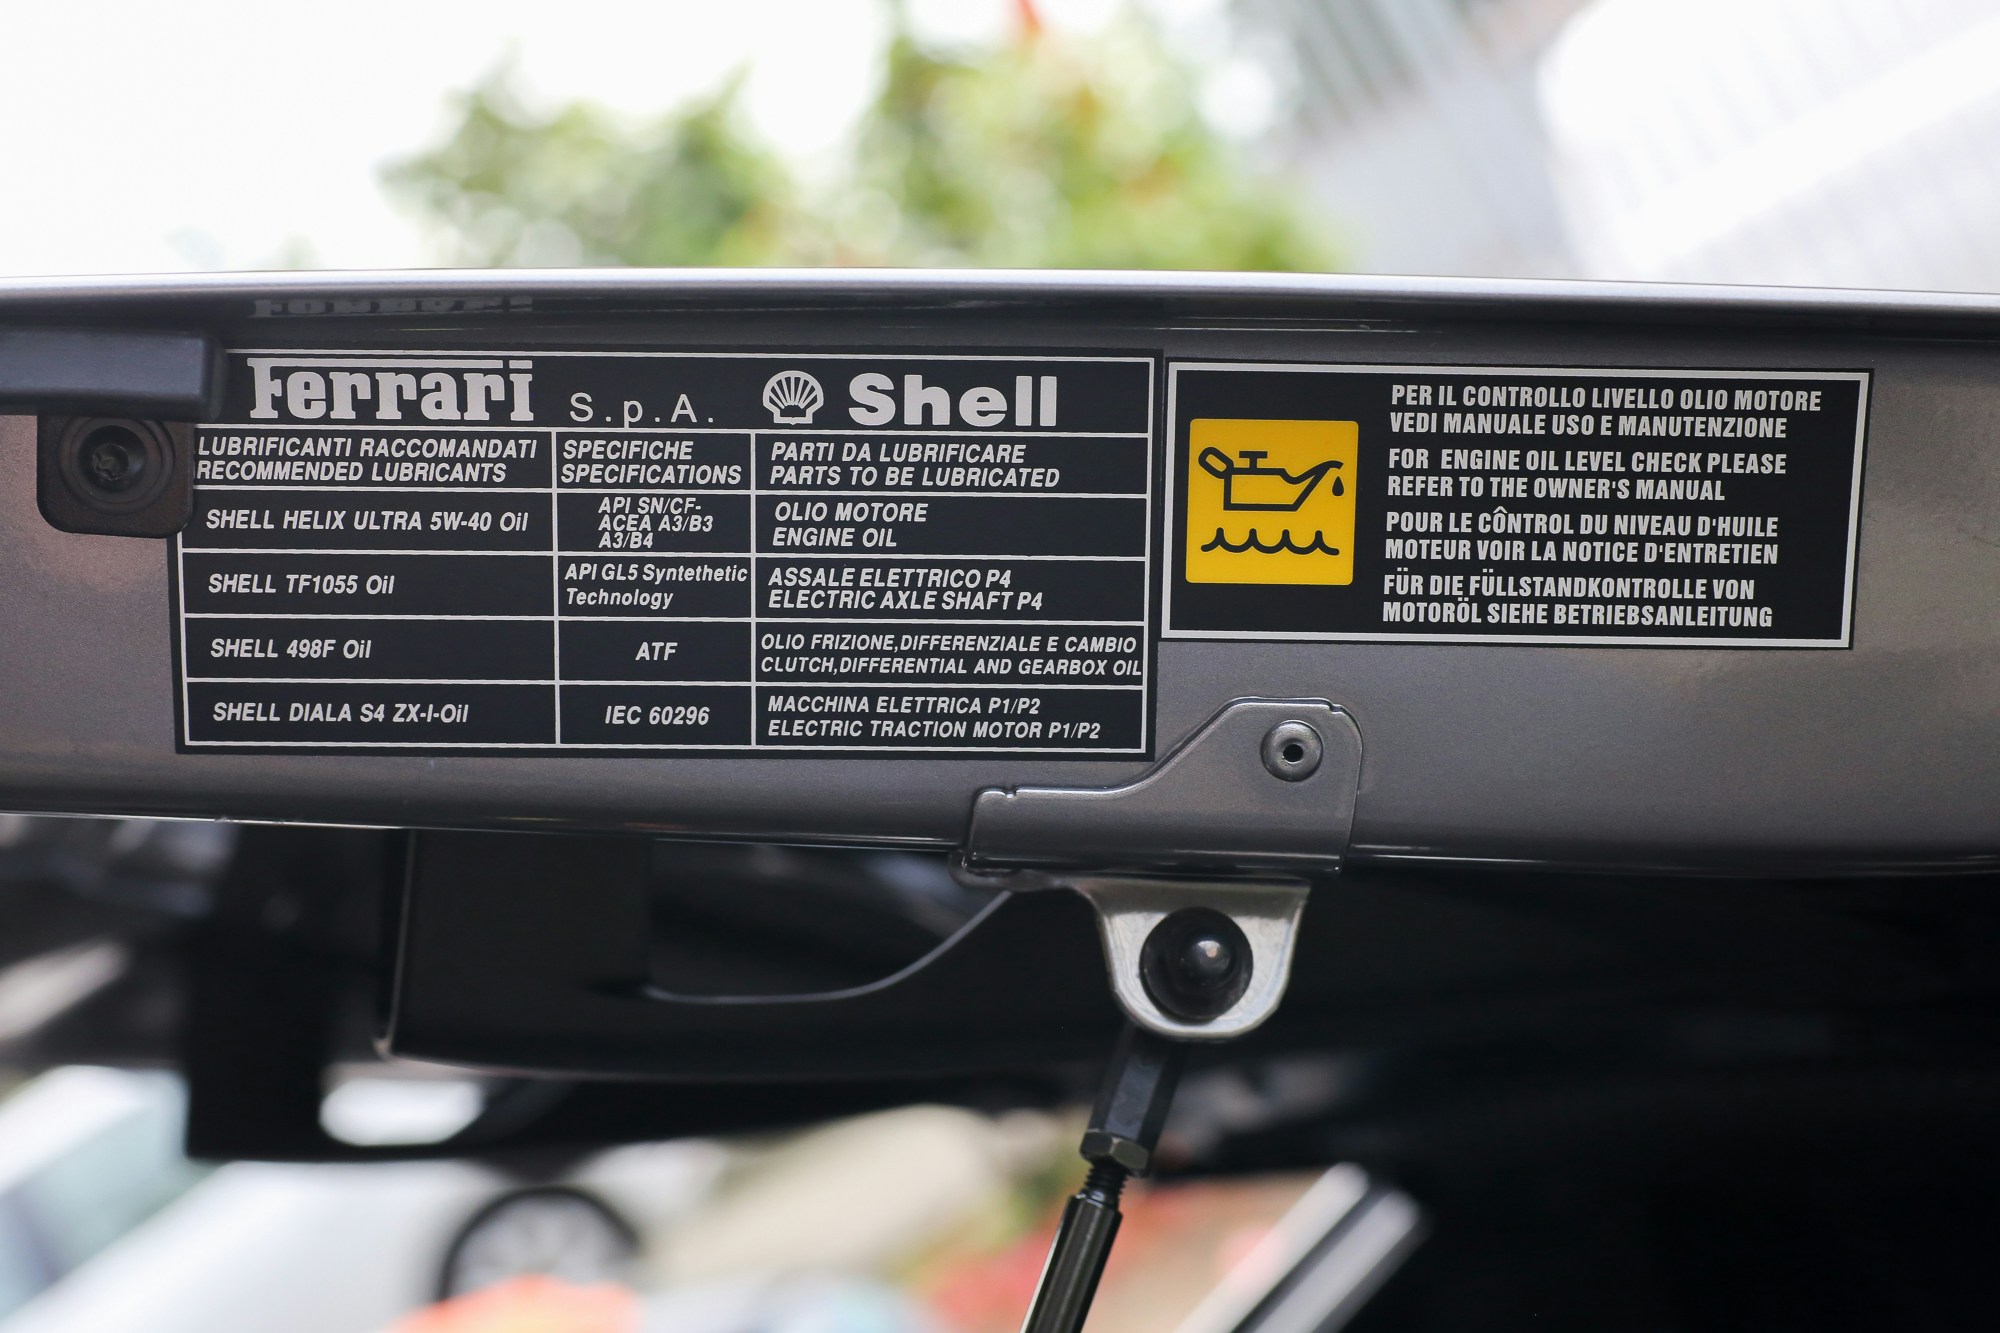 Ferrari S.p.A. Shell
LUBRIFICANTI RACCOMANDATI
RECOMMENDED LUBRICANTS
SPECIFICHE
SPECIFICATIONS
PARTI DA LUBRIFICARE
PARTS TO BE LUBRICATED
SHELL HELIX ULTRA 5W-40 Oil
API SN/CF-
ACEA A3/B3
A3/B4
OLIO MOTORE
ENGINE OIL
SHELL TF1055 Oil
API GL5 Syntethetic
Technology
ASSALE ELETTRICO P4
ELECTRIC AXLE SHAFT P4
SHELL 498F Oil
ATF
OLIO FRIZIONE,DIFFERENZIALE E CAMBIO
CLUTCH,DIFFERENTIAL AND GEARBOX OIL
SHELL DIALA S4 ZX-I-Oil
IEC 60296
MACCHINA ELETTRICA P1/P2
ELECTRIC TRACTION MOTOR P1/P2
PER IL CONTROLLO LIVELLO OLIO MOTORE
VEDI MANUALE USO E MANUTENZIONE
FOR ENGINE OIL LEVEL CHECK PLEASE
REFER TO THE OWNER'S MANUAL
POUR LE CÔNTROL DU NIVEAU D'HUILE
MOTEUR VOIR LA NOTICE D'ENTRETIEN
FÜR DIE FÜLLSTANDKONTROLLE VON
MOTORÖL SIEHE BETRIEBSANLEITUNG